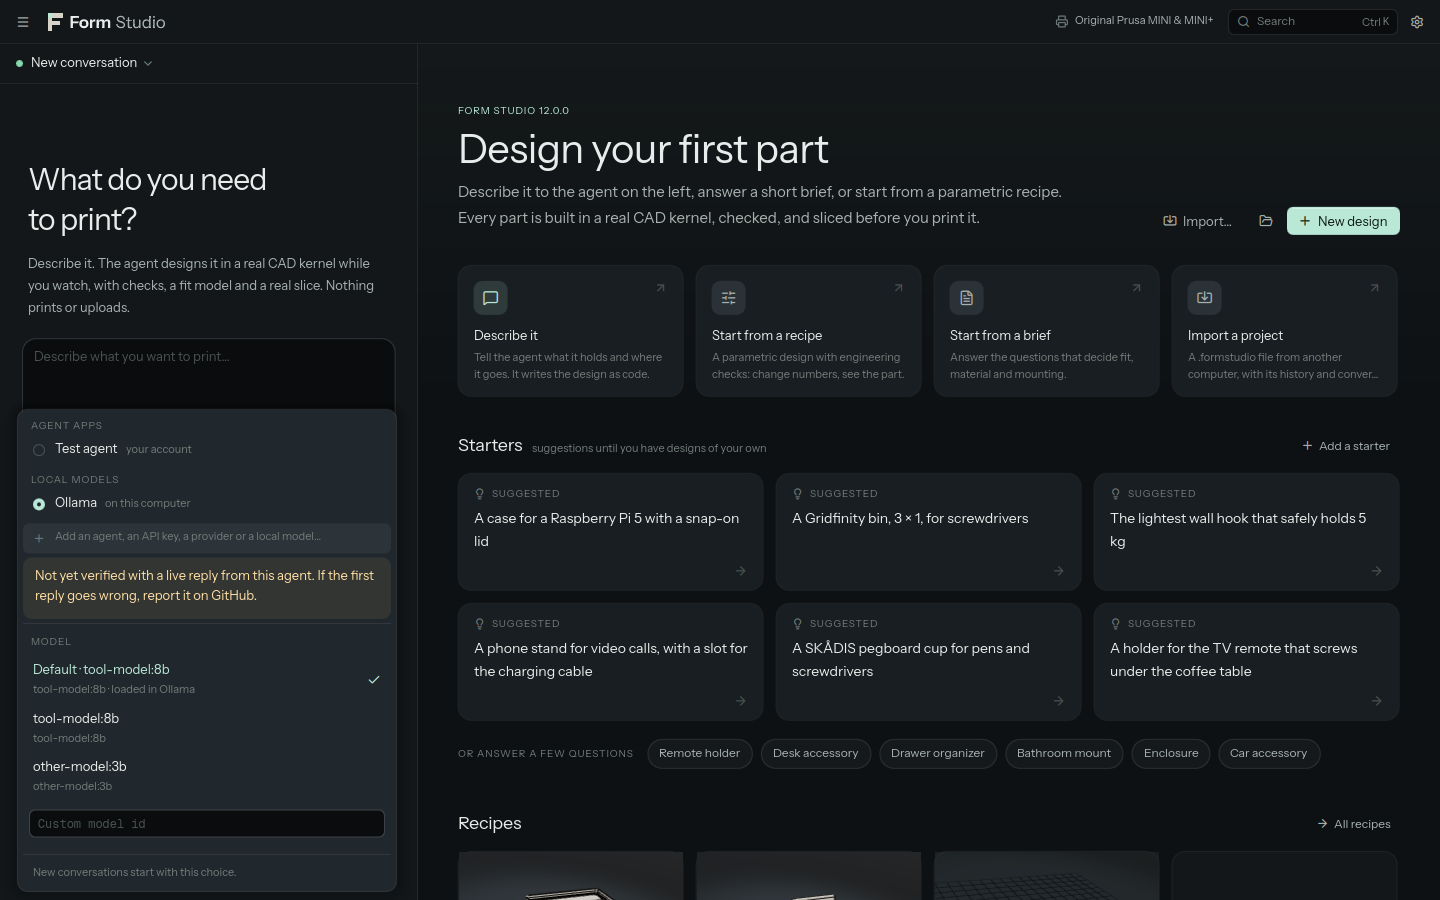 Form Studio
Original Prusa MINI & MINI+
Search
Ctrl K
New conversation
What do you need
to print?
Describe it. The agent designs it in a real CAD kernel while
you watch, with checks, a fit model and a real slice. Nothing
prints or uploads.
Describe what you want to print...
AGENT APPS
Test agent your account
LOCAL MODELS
Ollama on this computer
Add an agent, an API key, a provider or a local model...
Not yet verified with a live reply from this agent. If the first
reply goes wrong, report it on GitHub.
MODEL
Default · tool-model:8b
tool-model:8b · loaded in Ollama
tool-model:8b
tool-model:8b
other-model:3b
other-model:3b
Custom model id
New conversations start with this choice.
FORM STUDIO 12.0.0
Design your first part
Describe it to the agent on the left, answer a short brief, or start from a parametric recipe.
Every part is built in a real CAD kernel, checked, and sliced before you print it.
Import...
New design
Describe it
Tell the agent what it holds and where
it goes. It writes the design as code.
Start from a recipe
A parametric design with engineering
checks: change numbers, see the part.
Start from a brief
Answer the questions that decide fit,
material and mounting.
Import a project
A .formstudio file from another
computer, with its history and conver...
Starters suggestions until you have designs of your own
Add a starter
SUGGESTED
A case for a Raspberry Pi 5 with a snap-on
lid
SUGGESTED
A Gridfinity bin, 3 × 1, for screwdrivers
SUGGESTED
The lightest wall hook that safely holds 5
kg
SUGGESTED
A phone stand for video calls, with a slot for
the charging cable
SUGGESTED
A SKÅDIS pegboard cup for pens and
screwdrivers
SUGGESTED
A holder for the TV remote that screws
under the coffee table
OR ANSWER A FEW QUESTIONS
Remote holder
Desk accessory
Drawer organizer
Bathroom mount
Enclosure
Car accessory
Recipes
All recipes